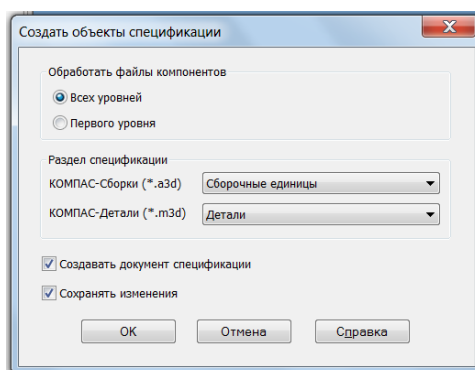 Создать объекты спецификации
X
Обработать файлы компонентов
Всех уровней
Первого уровня
Раздел спецификации
КОМПАС-Сборки (*.a3d) Сборочные единицы
КОМПАС-Детали (*.m3d) Детали
Создавать документ спецификации
Сохранять изменения
ОК Отмена Справка